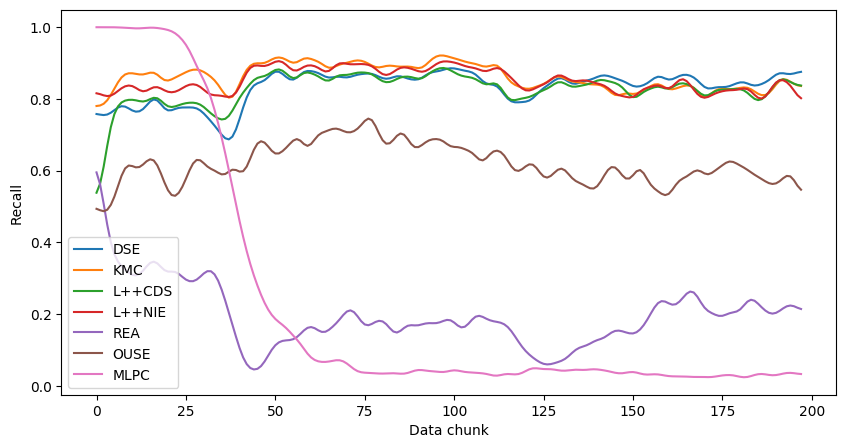 1.0
0.8
0.6
0.4
0.2
0.0
Recall
DSE
KMC
L++CDS
L++NIE
REA
OUSE
MLPC
0 25 50 75 100 125 150 175 200
Data chunk